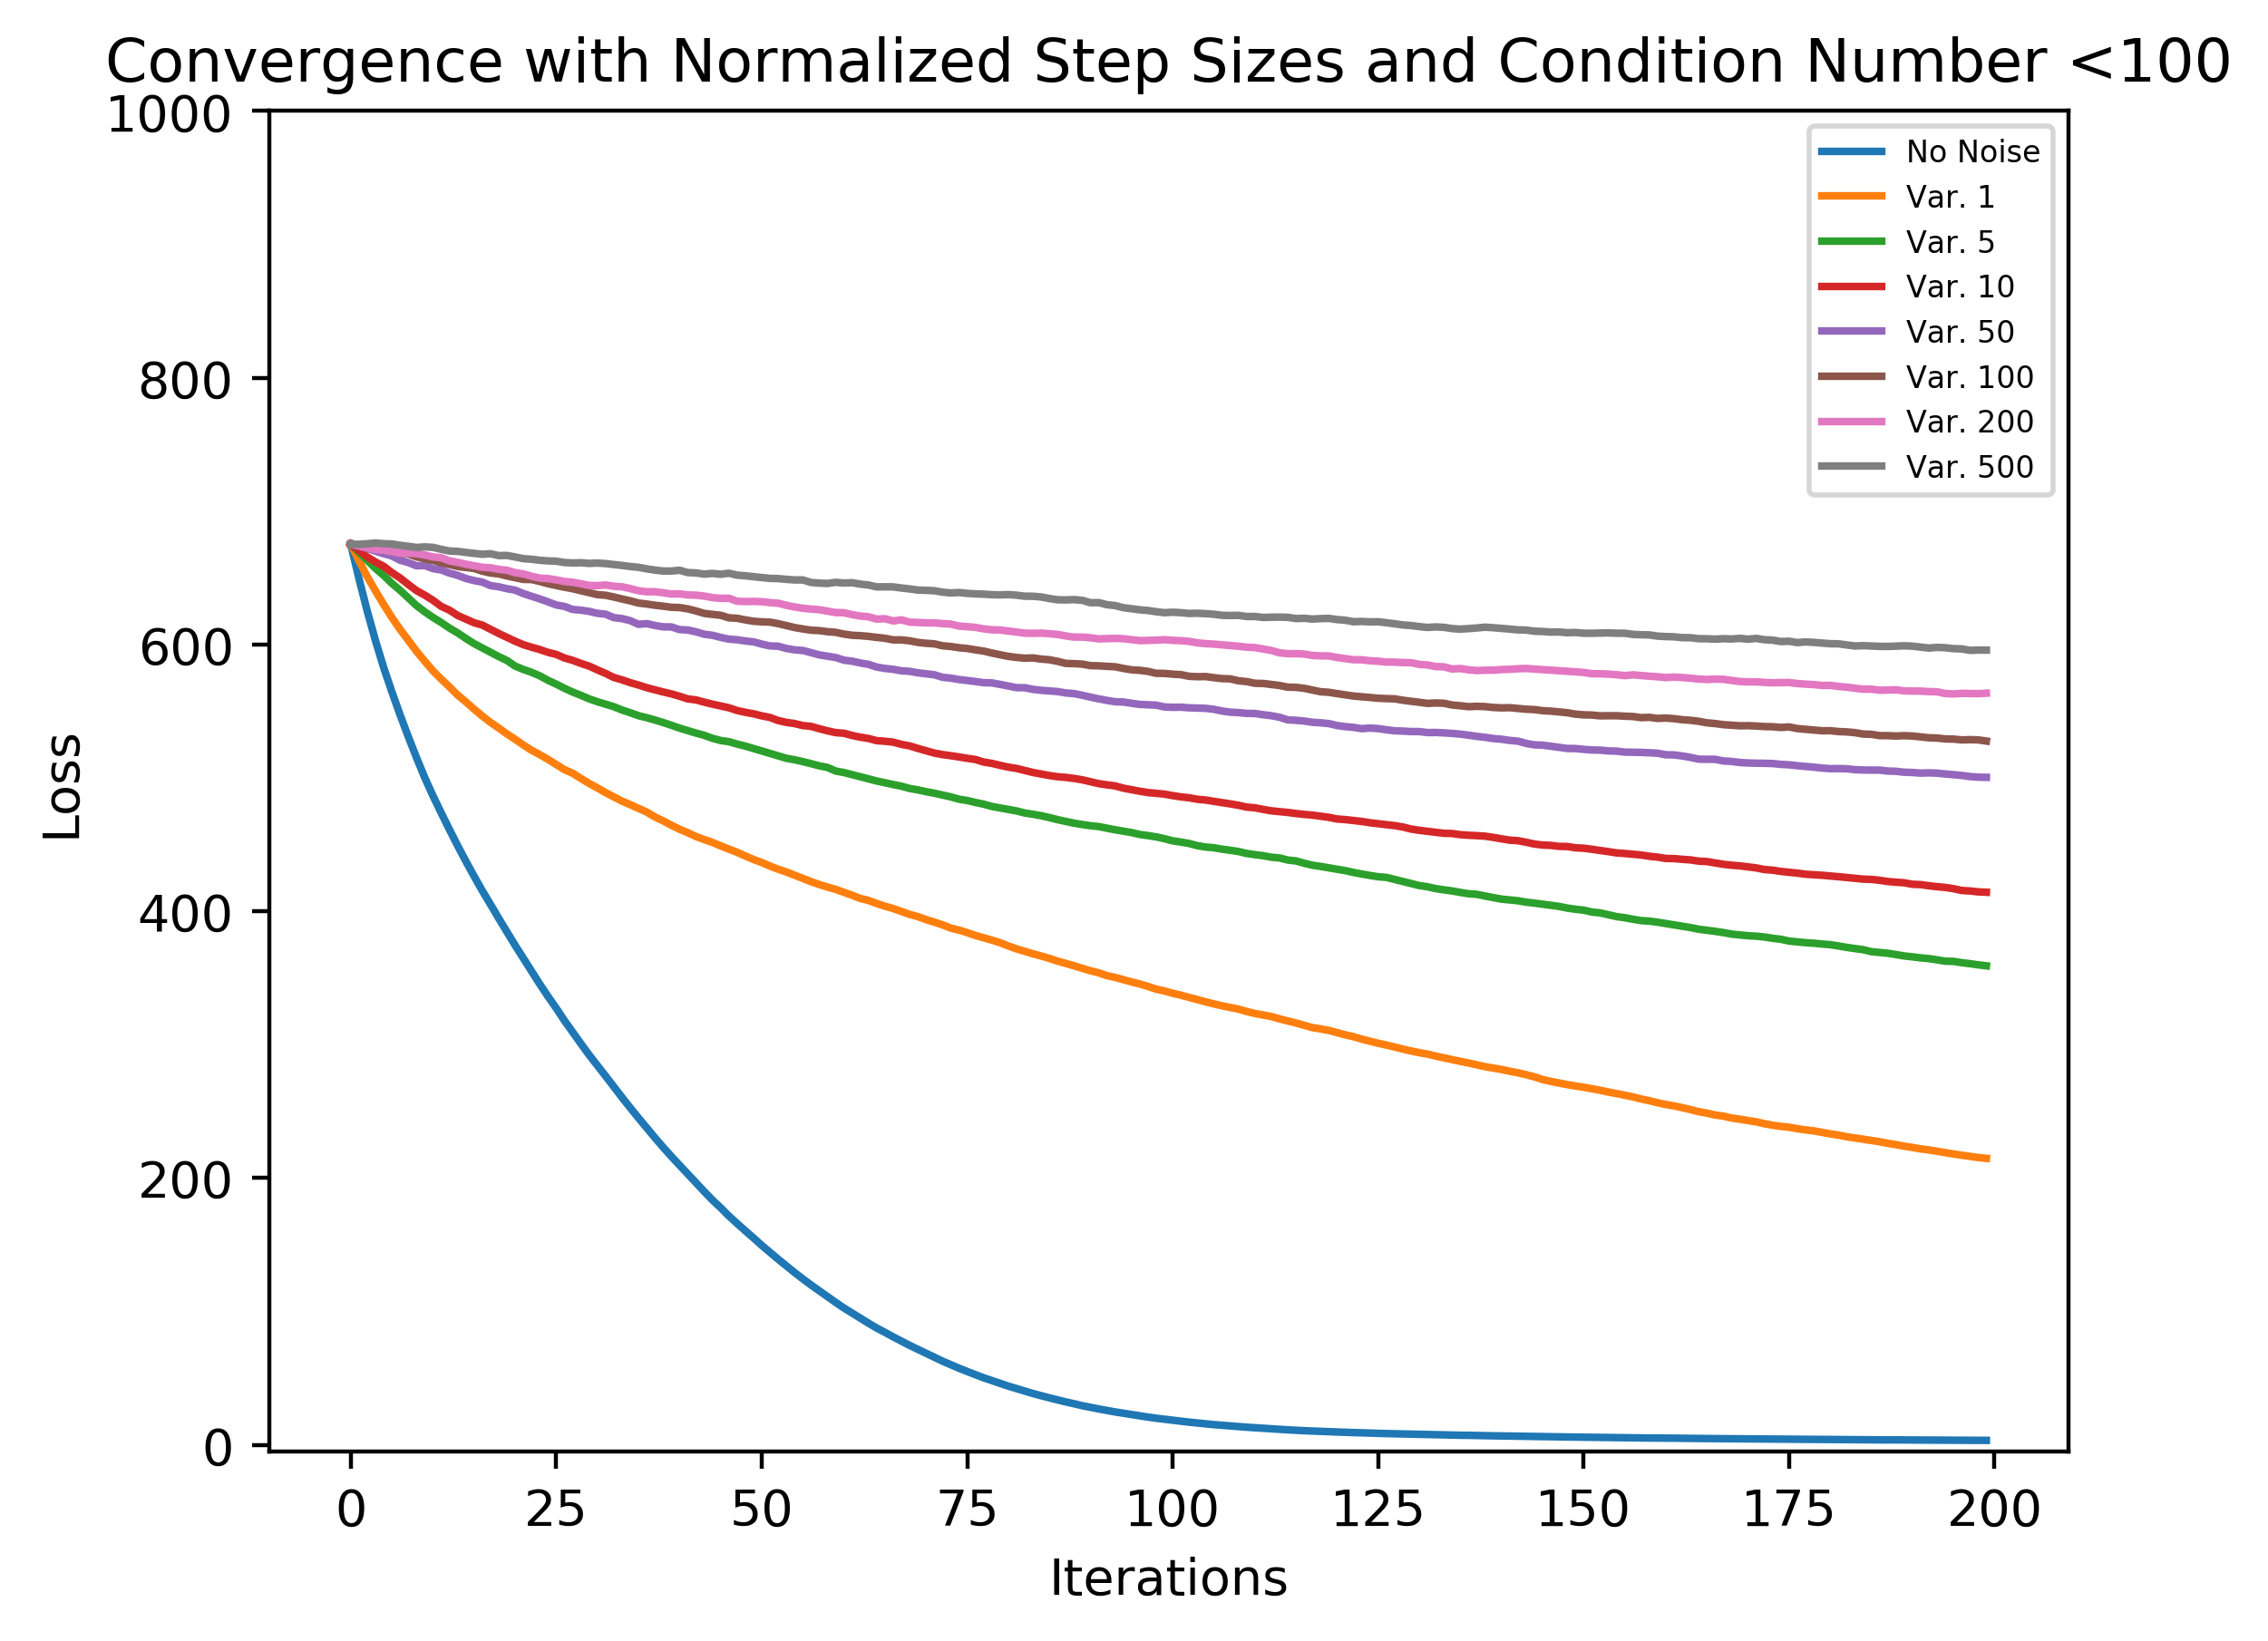 Convergence with Normalized Step Sizes and Condition Number <100
1000
800
600
400
200
0
Loss
No Noise
Var. 1
Var. 5
Var. 10
Var. 50
Var. 100
Var. 200
Var. 500
0 25 50 75 100 125 150 175 200
Iterations